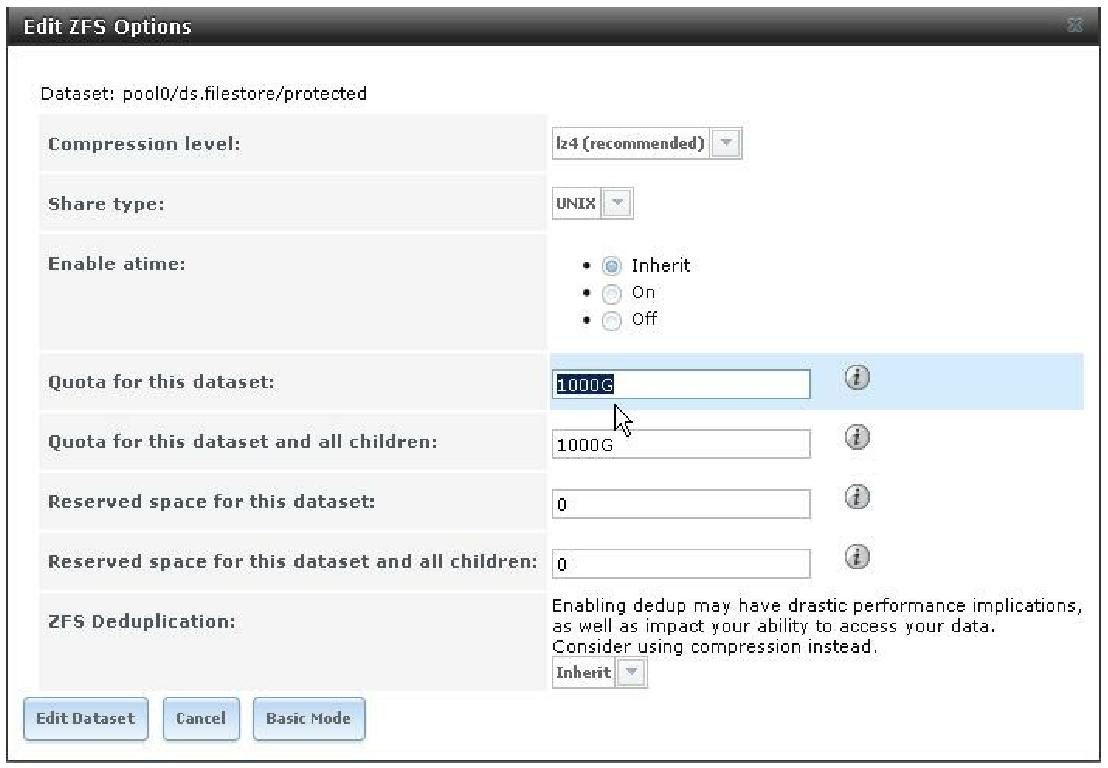 Edit ZFS Options
Dataset: pool0/ds.filestore/protected
Compression level:
lz4 (recommended)
Share type:
UNIX
Enable atime:
Inherit
On
Off
Quota for this dataset:
1000G
Quota for this dataset and all children:
1000G
Reserved space for this dataset:
0
Reserved space for this dataset and all children:
0
ZFS Deduplication:
Enabling dedup may have drastic performance implications,
as well as impact your ability to access your data.
Consider using compression instead.
Inherit
Edit Dataset
Cancel
Basic Mode